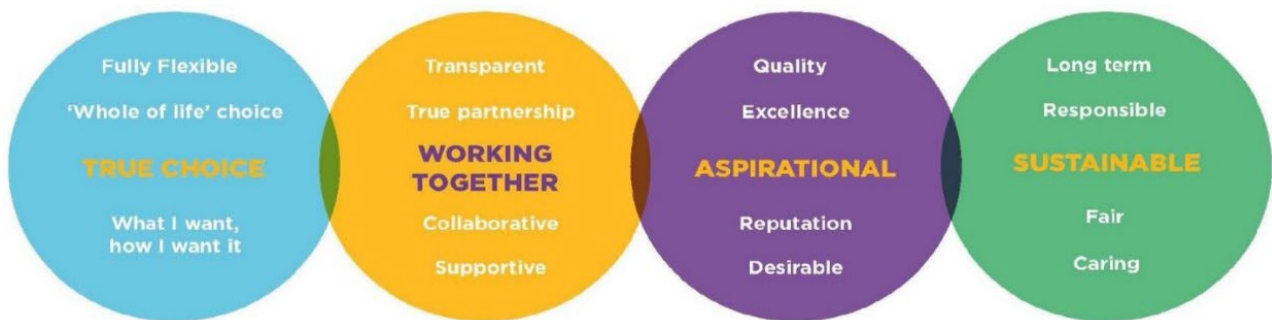 Fully Flexible
'Whole of life' choice
TRUE CHOICE
What I want,
how I want it
Transparent
True partnership
WORKING
TOGETHER
Collaborative
Supportive
Quality
Excellence
ASPIRATIONAL
Reputation
Desirable
Long term
Responsible
SUSTAINABLE
Fair
Caring